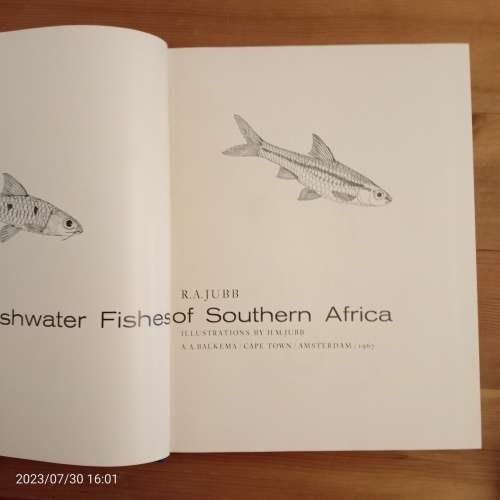 R.A.JUBB
shwater Fishes of Southern Africa
ILLUSTRATIONS BY H.M.JUBB
A.A.BALKEMA / CAPE TOWN / AMSTERDAM / 1967
2023/07/30 16:01